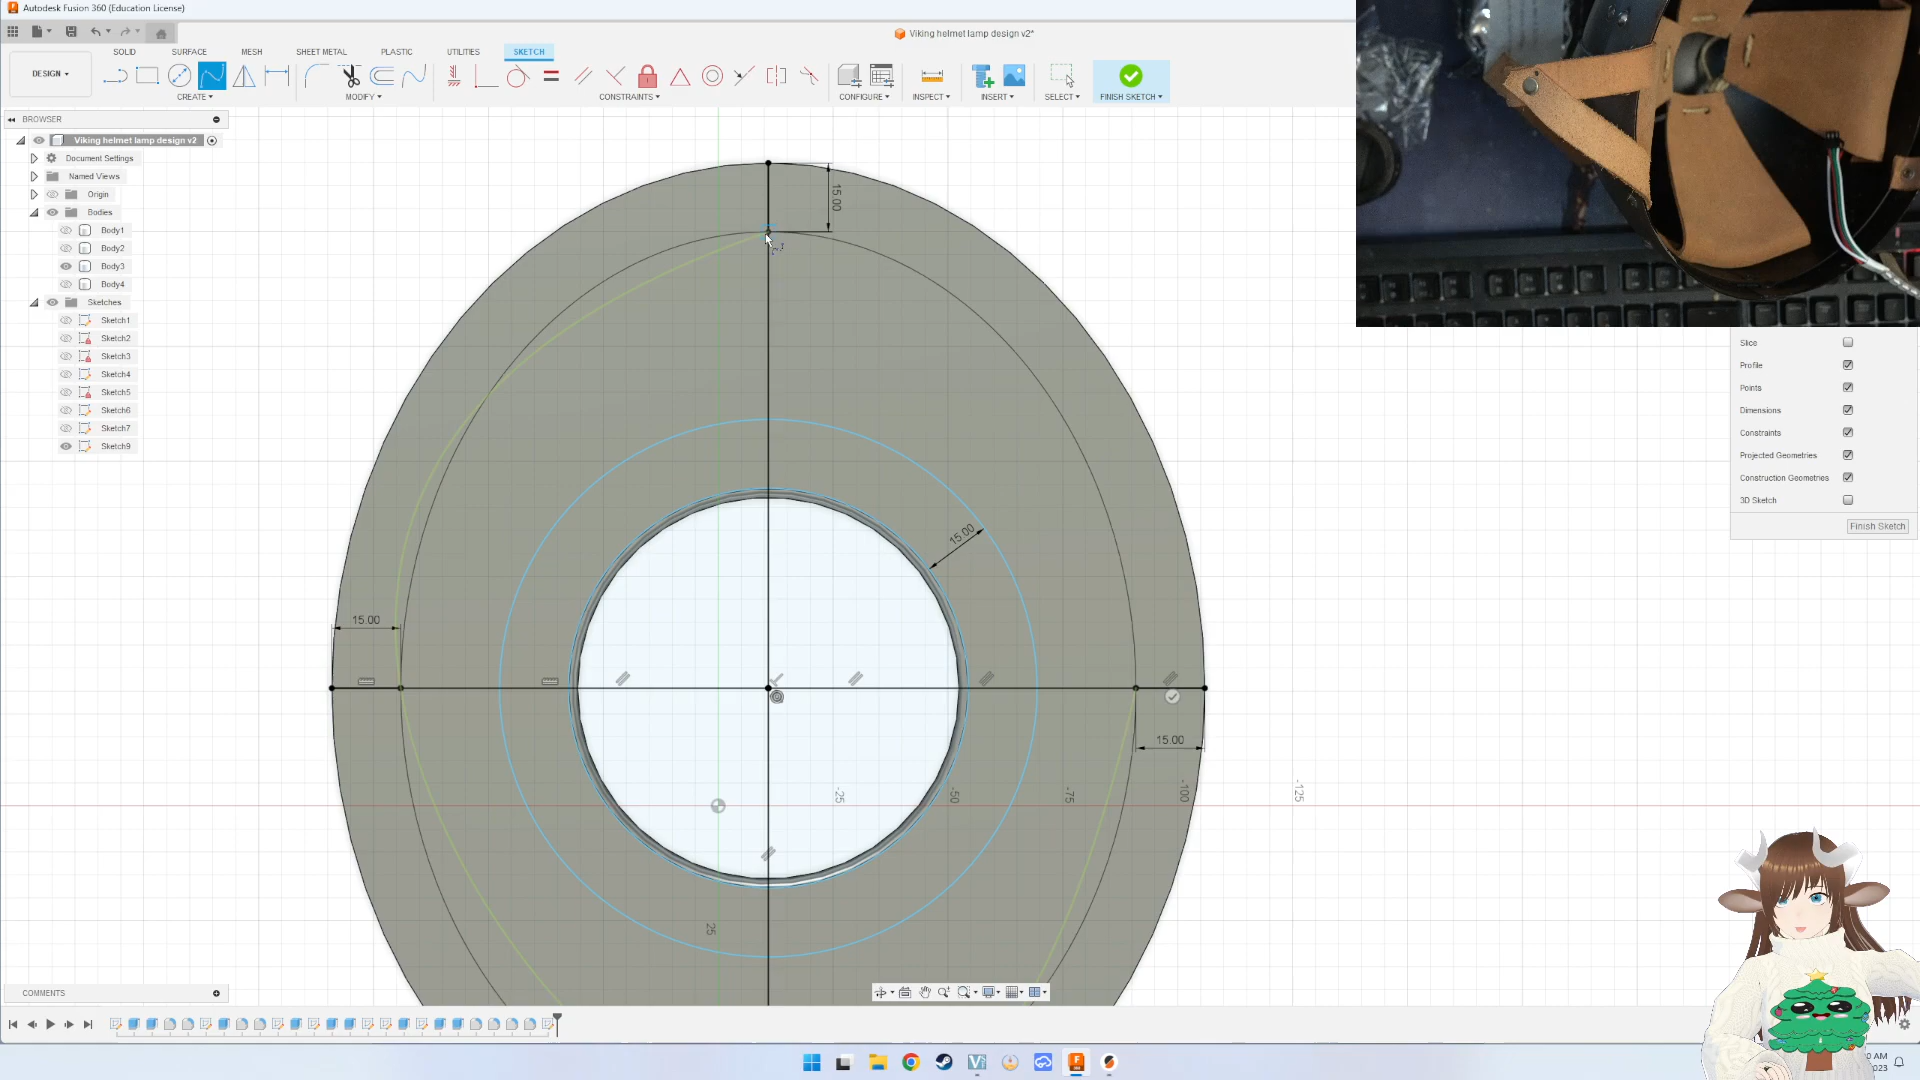 Autodesk Fusion 360 (Education License)
Viking helmet lamp design v2*
SOLID SURFACE MESH SHEET METAL PLASTIC UTILITIES SKETCH
DESIGN
CREATE MODIFY CONSTRAINTS CONFIGURE INSPECT INSERT SELECT FINISH SKETCH
BROWSER
Viking helmet lamp design v2
Document Settings
Named Views
Origin
Bodies
Body1
Body2
Body3
Body4
Sketches
Sketch1
Sketch2
Sketch3
Sketch4
Sketch5
Sketch6
Sketch7
Sketch9
15.00
15.00
15.00
15.00
-25
-50
-75
-100
-125
25
Slice
Profile
Points
Dimensions
Constraints
Projected Geometries
Construction Geometries
3D Sketch
Finish Sketch
COMMENTS